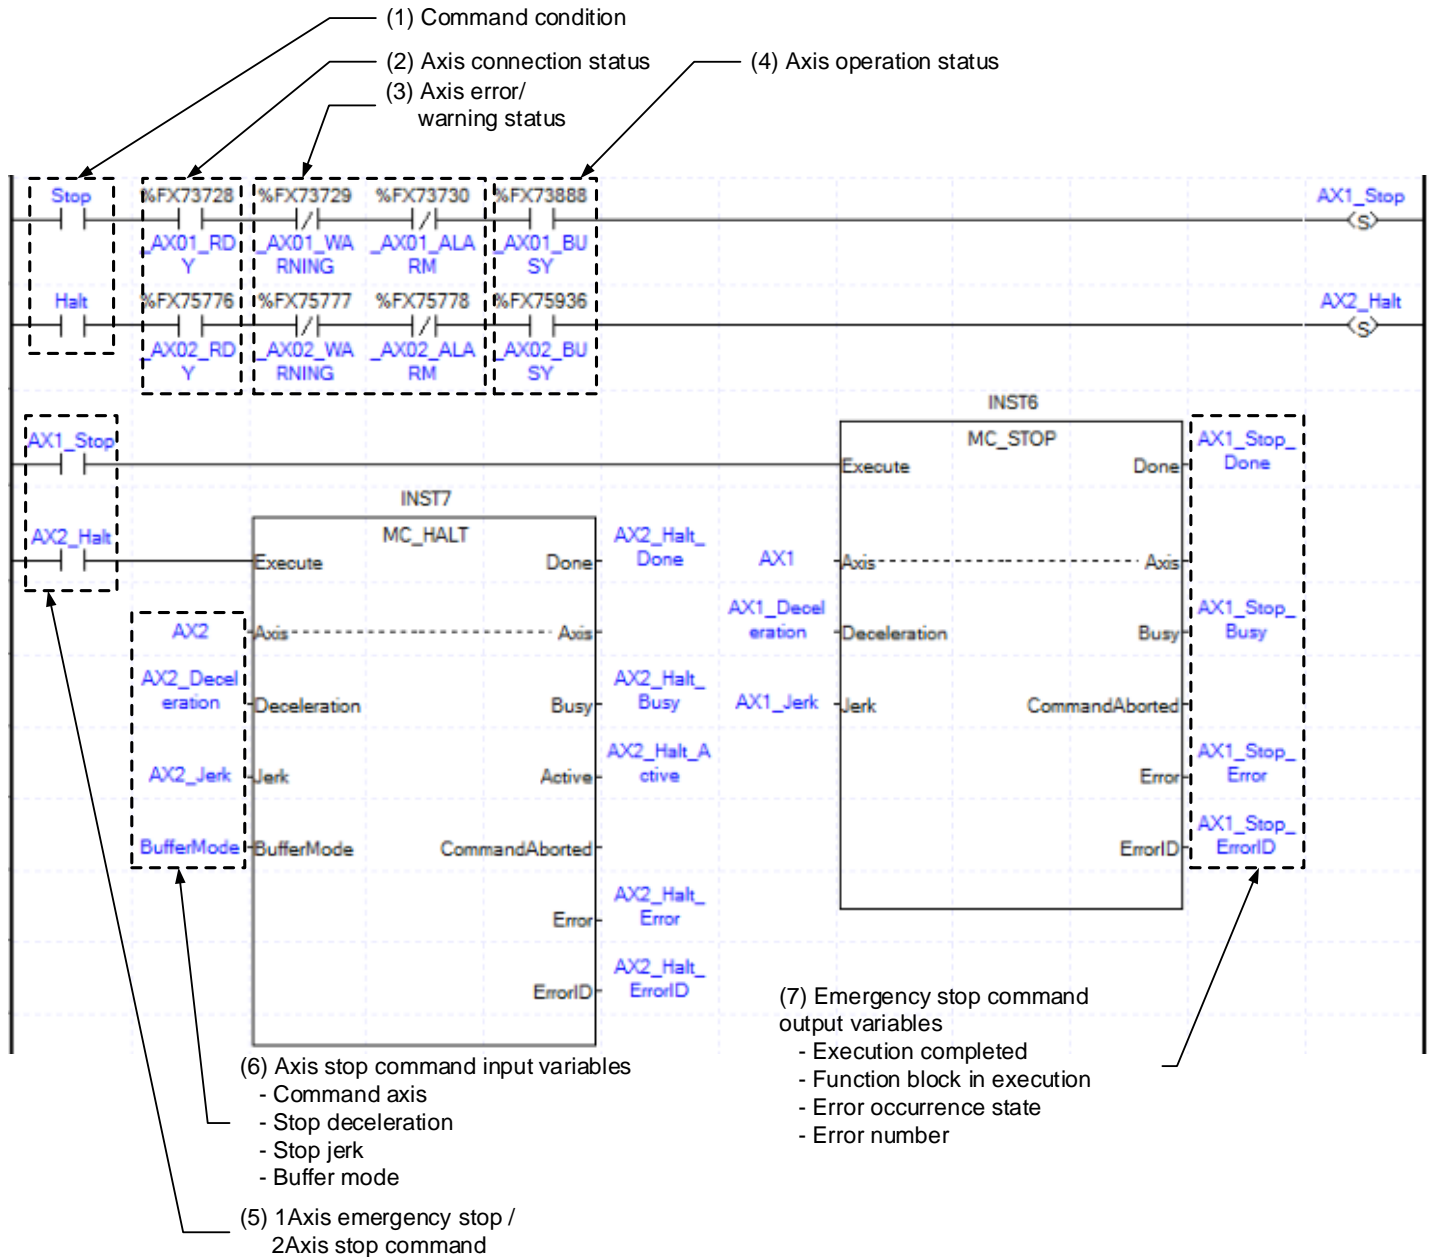 (1) Command condition
(2) Axis connection status
(4) Axis operation status
(3) Axis error/
warning status
Stop
%FX73728
%FX73729
%FX73730
%FX73888
AX1_Stop
S
_AX01_RD
Y
_AX01_WA
RNING
_AX01_ALA
RM
_AX01_BU
SY
Halt
%FX75776
%FX75777
%FX75778
%FX75936
AX2_Halt
S
_AX02_RD
Y
_AX02_WA
RNING
_AX02_ALA
RM
_AX02_BU
SY
AX1_Stop
INST6
MC_STOP
Execute
Done
AX1_Stop_
Done
AX2_Halt
INST7
MC_HALT
Execute
Done
AX2_Halt_
Done
AX1
Axis
Axis
AX2
Axis
Axis
AX1_Decel
eration
Deceleration
Busy
AX1_Stop_
Busy
AX2_Decel
eration
Deceleration
Busy
AX2_Halt_
Busy
AX1_Jerk
Jerk
CommandAborted
AX2_Jerk
Jerk
Active
AX2_Halt_A
ctive
Error
AX1_Stop_
Error
BufferMode
BufferMode
CommandAborted
ErrorID
AX1_Stop_
ErrorID
Error
AX2_Halt_
Error
ErrorID
AX2_Halt_
ErrorID
(7) Emergency stop command
output variables
- Execution completed
- Function block in execution
- Error occurrence state
- Error number
(6) Axis stop command input variables
- Command axis
- Stop deceleration
- Stop jerk
- Buffer mode
(5) 1Axis emergency stop /
2Axis stop command